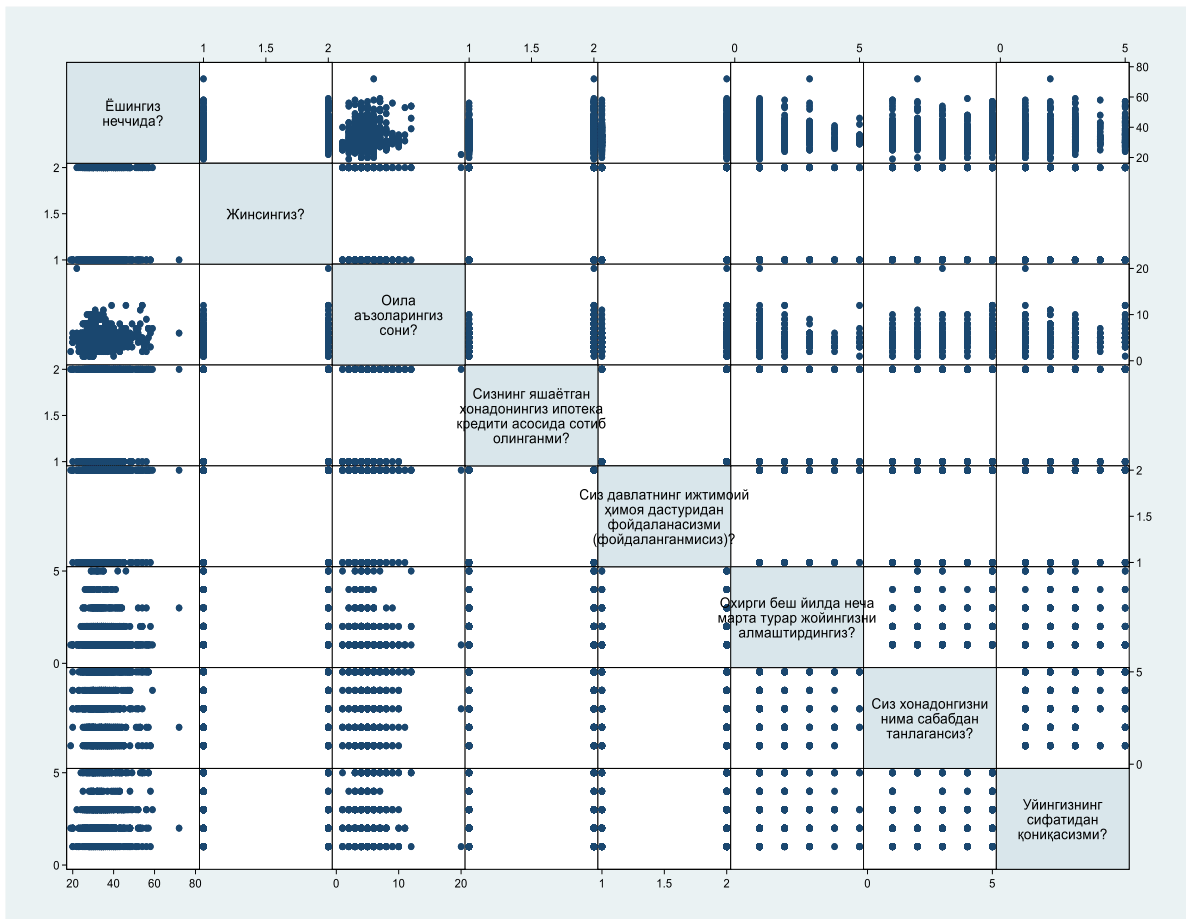 1 1.5 2 1 1.5 2 0 5 0 5
Ёшингиз
неччида?
80
60
40
20
2
1.5
1
Жинсингиз?
Оила
аъзоларингиз
сони?
20
10
0
2
1.5
1
Сизнинг яшаётган
хонадонингиз ипотека
кредити асосида сотиб
олинганми?
Сиз давлатнинг ижтимоий
ҳимоя дастуридан
фойдаланасизми
(фойдаланганмисиз)?
2
1.5
1
5
0
Охирги беш йилда неча
марта турар жойингизни
алмаштирдингиз?
Сиз хонадонгизни
нима сабабдан
танлагансиз?
5
0
5
0
Уйингизнинг
сифатидан
қониқасизми?
20 40 60 80 0 10 20 1 1.5 2 0 5